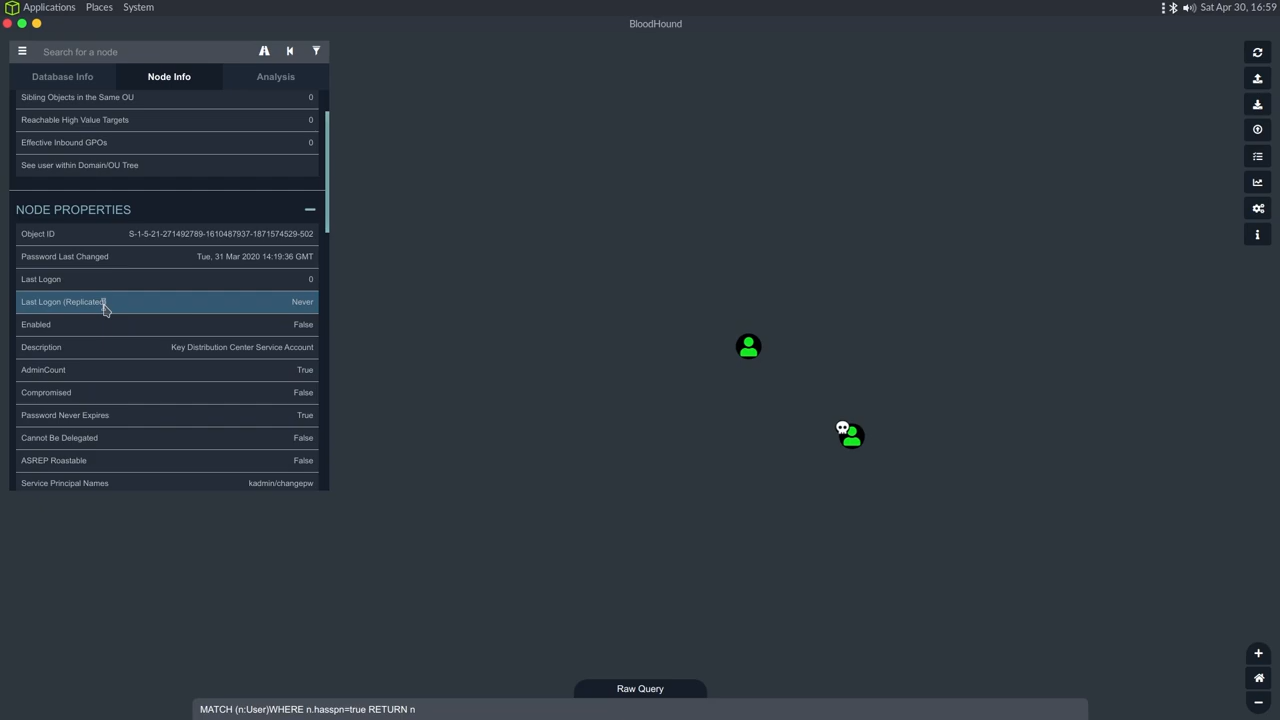 Applications Places System
Sat Apr 30, 16:59
BloodHound
Search for a node
Database Info Node Info Analysis
Sibling Objects in the Same OU 0
Reachable High Value Targets 0
Effective Inbound GPOs 0
See user within Domain/OU Tree
NODE PROPERTIES
Object ID S-1-5-21-271492789-1610487937-1871574529-502
Password Last Changed Tue, 31 Mar 2020 14:19:36 GMT
Last Logon 0
Last Logon (Replicated) Never
Enabled False
Description Key Distribution Center Service Account
AdminCount True
Compromised False
Password Never Expires True
Cannot Be Delegated False
ASREP Roastable False
Service Principal Names kadmin/changepw
Raw Query
MATCH (n:User)WHERE n.hasspn=true RETURN n